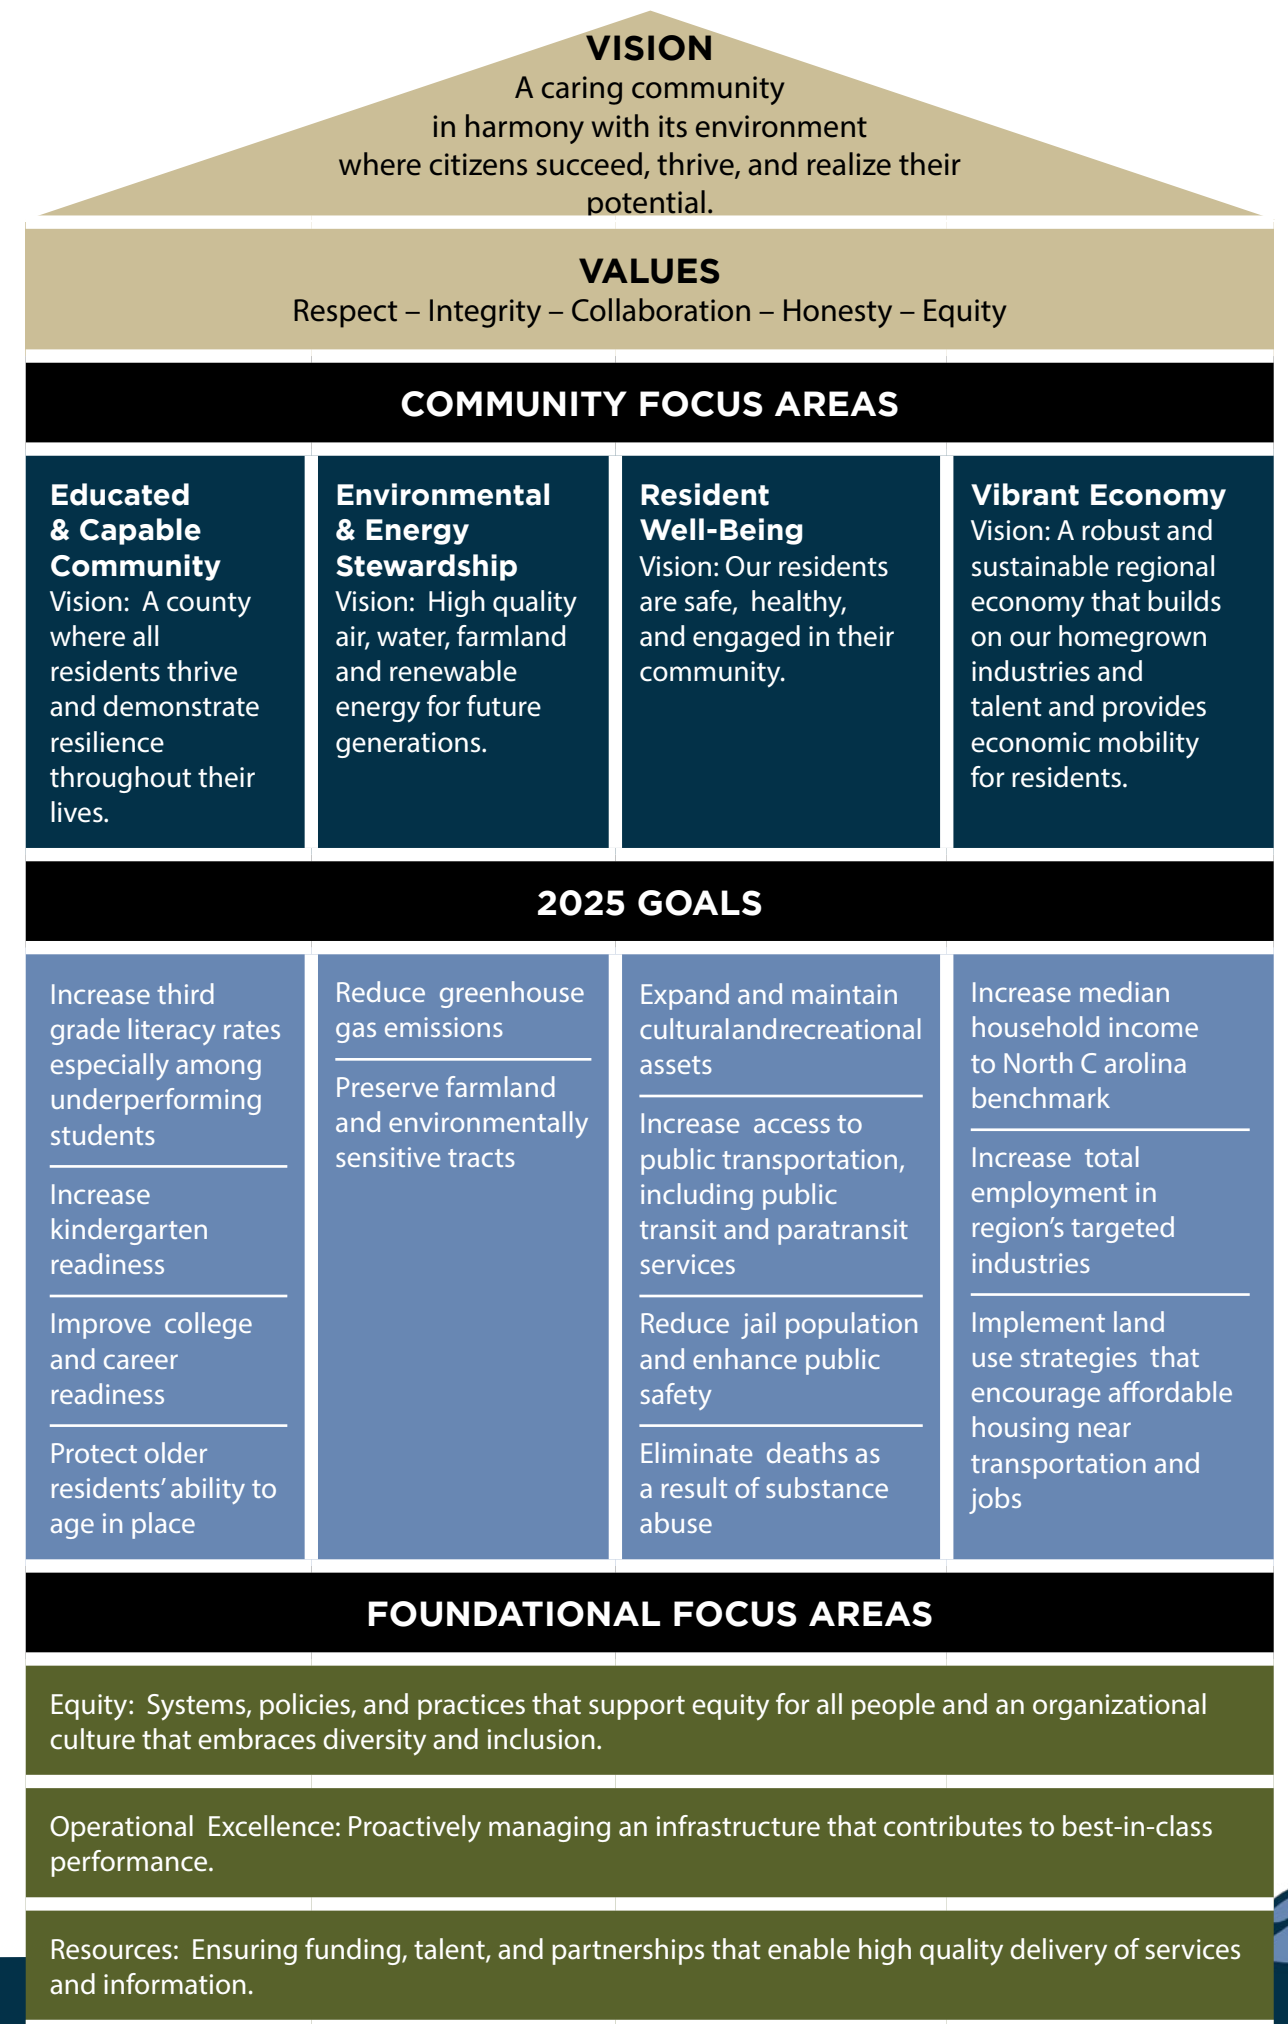 VISION
A caring community
in harmony with its environment
where citizens succeed, thrive, and realize their
potential.
VALUES
Respect – Integrity – Collaboration – Honesty – Equity
COMMUNITY FOCUS AREAS
Educated
& Capable
Community
Vision: A county
where all
residents thrive
and demonstrate
resilience
throughout their
lives.
Environmental
& Energy
Stewardship
Vision: High quality
air, water, farmland
and renewable
energy for future
generations.
Resident
Well-Being
Vision: Our residents
are safe, healthy,
and engaged in their
community.
Vibrant Economy
Vision: A robust and
sustainable regional
economy that builds
on our homegrown
industries and
talent and provides
economic mobility
for residents.
2025 GOALS
Increase third
grade literacy rates
especially among
underperforming
students
Increase
kindergarten
readiness
Improve college
and career
readiness
Protect older
residents’ ability to
age in place
Reduce greenhouse
gas emissions
Preserve farmland
and environmentally
sensitive tracts
Expand and maintain
culturalandrecreational
assets
Increase access to
public transportation,
including public
transit and paratransit
services
Reduce jail population
and enhance public
safety
Eliminate deaths as
a result of substance
abuse
Increase median
household income
to North C arolina
benchmark
Increase total
employment in
region’s targeted
industries
Implement land
use strategies that
encourage affordable
housing near
transportation and
jobs
FOUNDATIONAL FOCUS AREAS
Equity: Systems, policies, and practices that support equity for all people and an organizational
culture that embraces diversity and inclusion.
Operational Excellence: Proactively managing an infrastructure that contributes to best-in-class
performance.
Resources: Ensuring funding, talent, and partnerships that enable high quality delivery of services
and information.